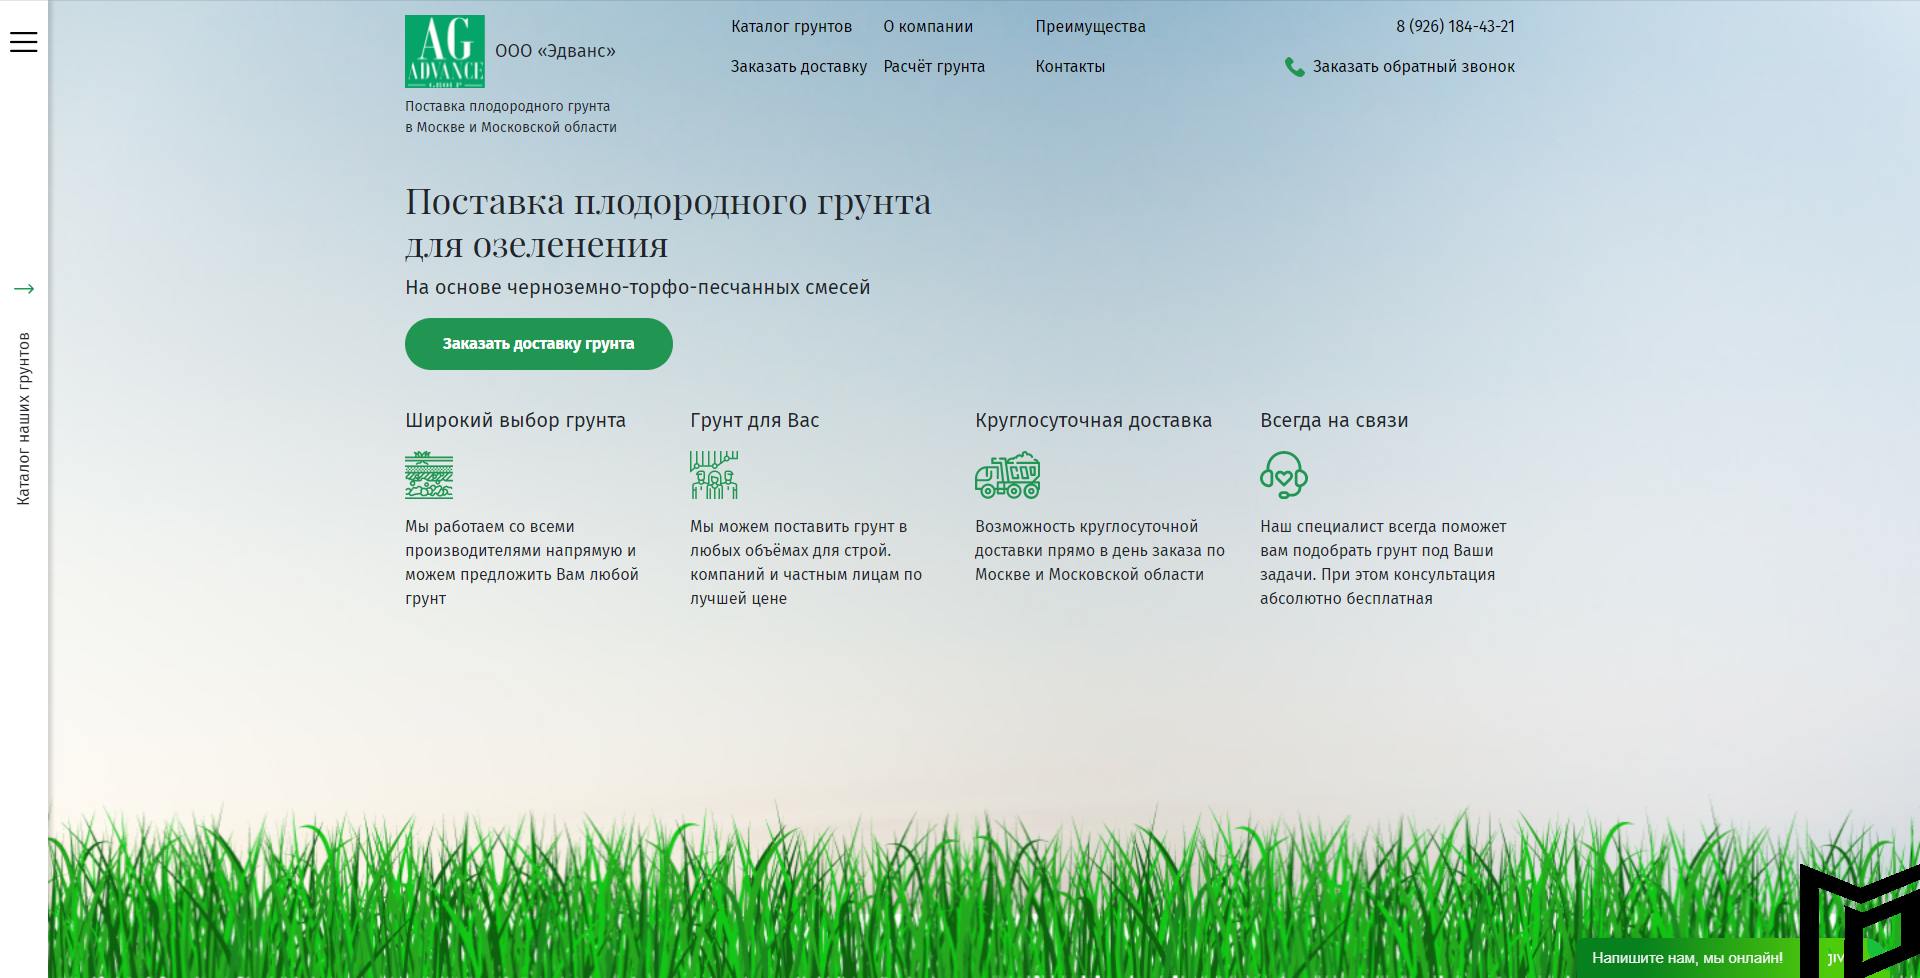 AG
ADVANCE
GROUP
ООО «Эдванс»
Поставка плодородного грунта
в Москве и Московской области
Каталог грунтов
О компании
Преимущества
Заказать доставку
Расчёт грунта
Контакты
8 (926) 184-43-21
Заказать обратный звонок
Каталог наших грунтов
Поставка плодородного грунта
для озеленения
На основе черноземно-торфо-песчанных смесей
Заказать доставку грунта
Широкий выбор грунта
Мы работаем со всеми
производителями напрямую и
можем предложить Вам любой
грунт
Грунт для Вас
Мы можем поставить грунт в
любых объёмах для строй.
компаний и частным лицам по
лучшей цене
Круглосуточная доставка
Возможность круглосуточной
доставки прямо в день заказа по
Москве и Московской области
Всегда на связи
Наш специалист всегда поможет
вам подобрать грунт под Ваши
задачи. При этом консультация
абсолютно бесплатная
Напишите нам, мы онлайн!